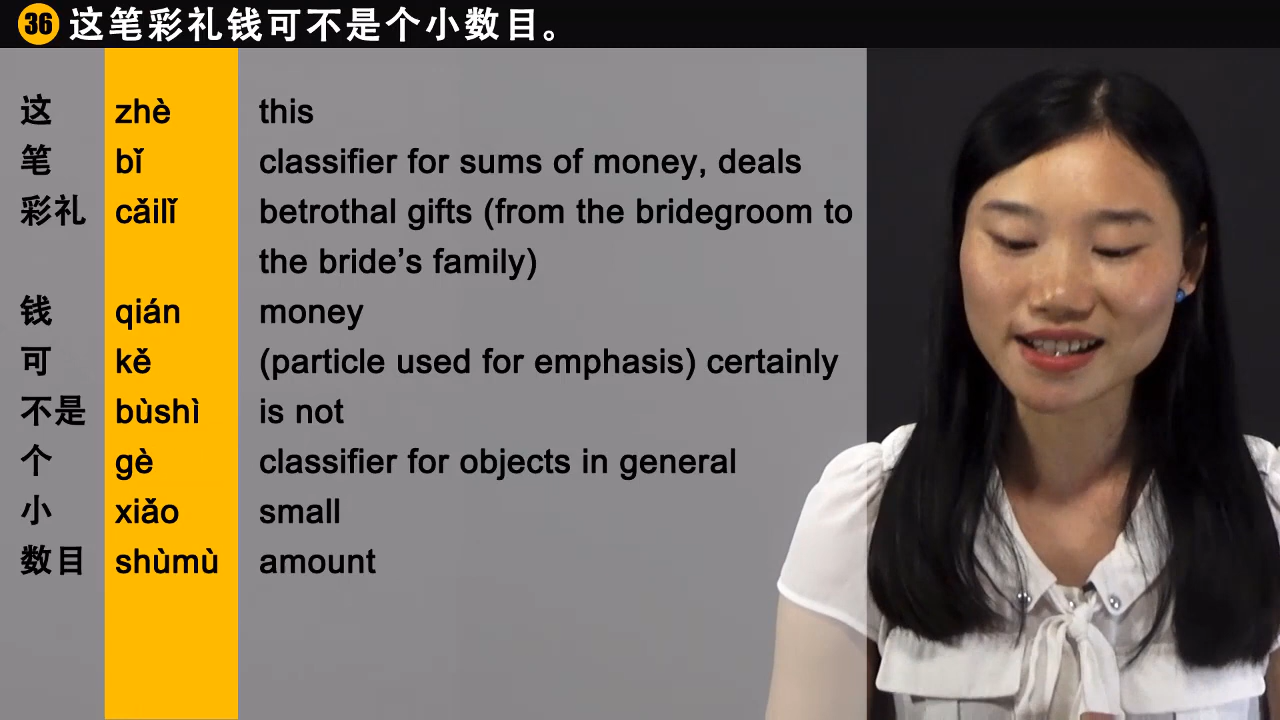 36 这笔彩礼钱可不是个小数目。
这 zhè this
笔 bǐ classifier for sums of money, deals
彩礼 cǎilǐ betrothal gifts (from the bridegroom to
the bride’s family)
钱 qián money
可 kě (particle used for emphasis) certainly
不是 bùshì is not
个 gè classifier for objects in general
小 xiǎo small
数目 shùmù amount